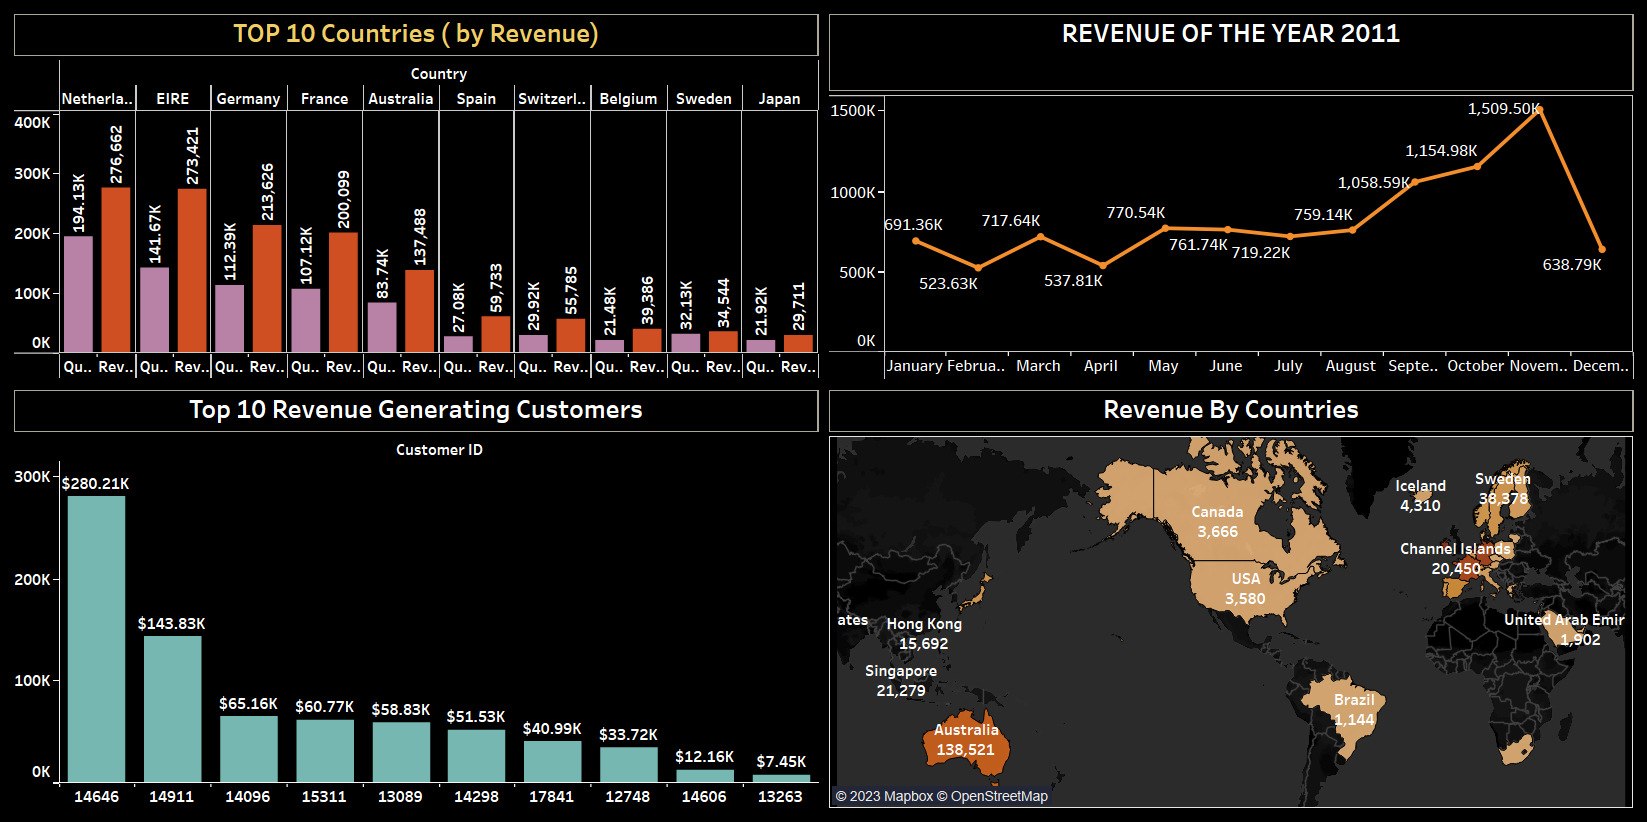 TOP 10 Countries ( by Revenue)
Country
Netherla.. EIRE Germany France Australia Spain Switzerl.. Belgium Sweden Japan
400K
300K
200K
100K
0K
194.13K 276,662 141.67K 273,421 112.39K 213,626 107.12K 200,099 83.74K 137,488 27.08K 59,733 29.92K 55,785 21.48K 39,386 32.13K 34,544 21.92K 29,711
Qu.. Rev.. Qu.. Rev.. Qu.. Rev.. Qu.. Rev.. Qu.. Rev.. Qu.. Rev.. Qu.. Rev.. Qu.. Rev.. Qu.. Rev.. Qu.. Rev..
REVENUE OF THE YEAR 2011
1500K
1000K
500K
0K
691.36K 523.63K 717.64K 537.81K 770.54K 761.74K 719.22K 759.14K 1,058.59K 1,154.98K 1,509.50K 638.79K
January Februa.. March April May June July August Septe.. October Novem.. Decem..
Top 10 Revenue Generating Customers
Customer ID
300K
200K
100K
0K
$280.21K $143.83K $65.16K $60.77K $58.83K $51.53K $40.99K $33.72K $12.16K $7.45K
14646 14911 14096 15311 13089 14298 17841 12748 14606 13263
Revenue By Countries
Iceland
4,310
Sweden
38,378
Canada
3,666
Channel Islands
20,450
USA
3,580
ates
Hong Kong
15,692
United Arab Emir
1,902
Singapore
21,279
Brazil
1,144
Australia
138,521
© 2023 Mapbox © OpenStreetMap